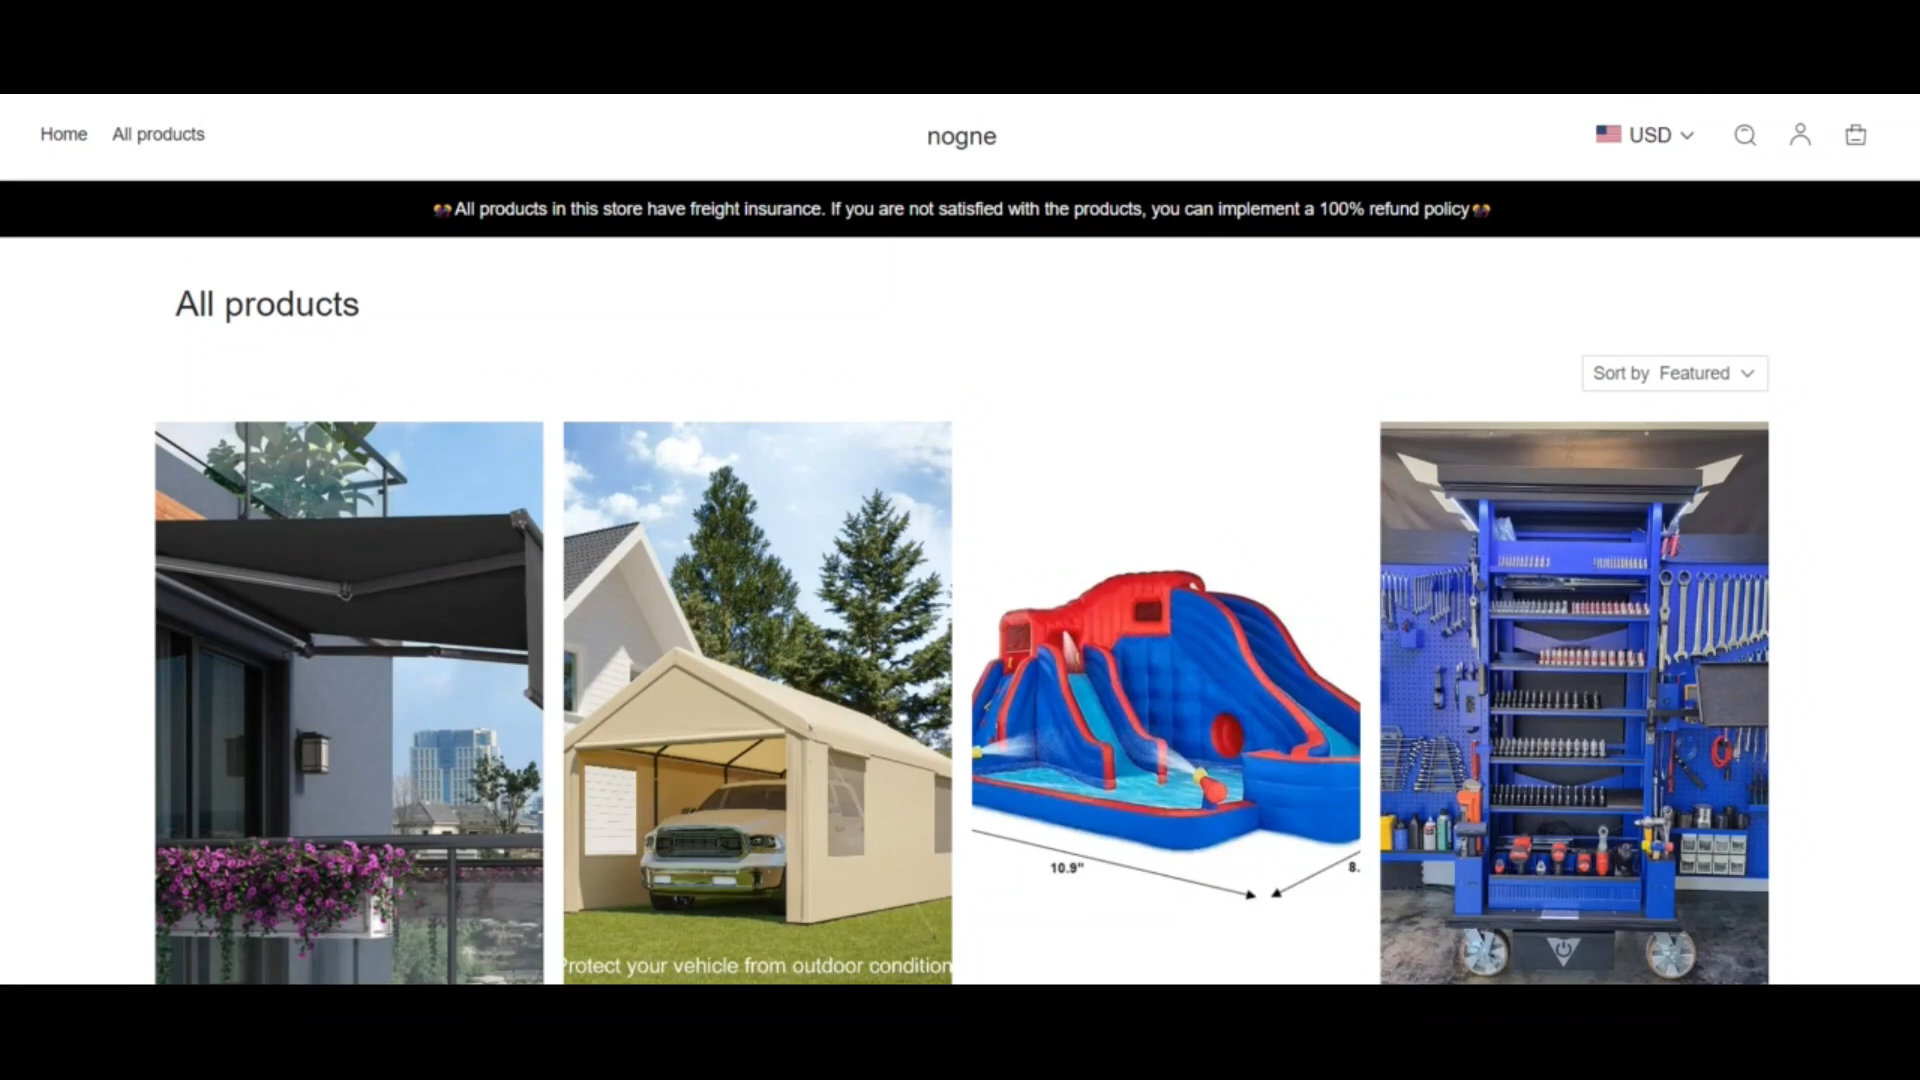 Home All products nogne USD
All products in this store have freight insurance. If you are not satisfied with the products, you can implement a 100% refund policy
All products
Sort by Featured
10.9"
8.
Protect your vehicle from outdoor condition